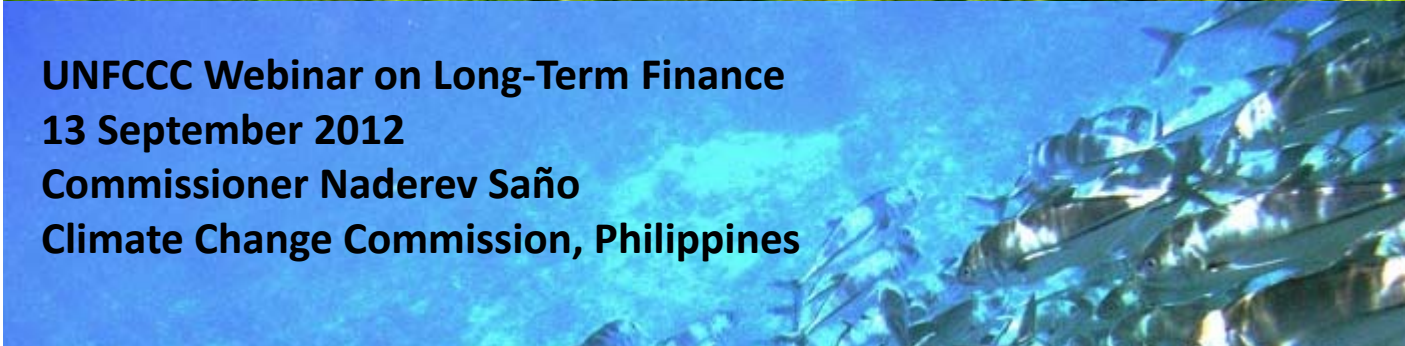 UNFCCC Webinar on Long-Term Finance
13 September 2012
Commissioner Naderev Saño
Climate Change Commission, Philippines